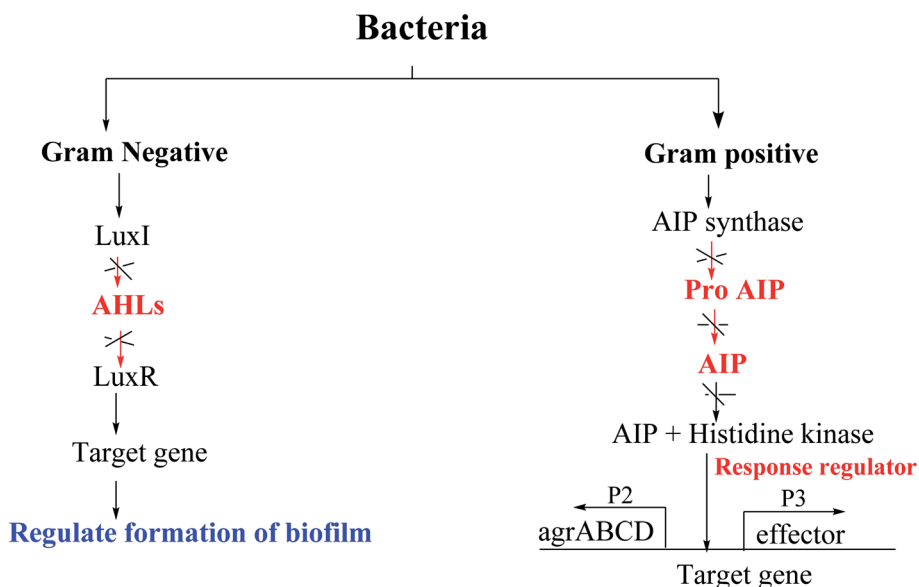 Bacteria
Gram Negative
LuxI
AHLs
LuxR
Target gene
Regulate formation of biofilm
Gram positive
AIP synthase
Pro AIP
AIP
AIP + Histidine kinase
Response regulator
P2
P3
agrABCD
effector
Target gene